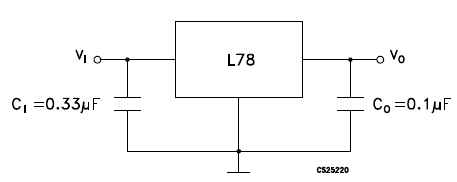 V_I L78 V_O
C_I =0.33μF C_O =0.1μF
CS25220